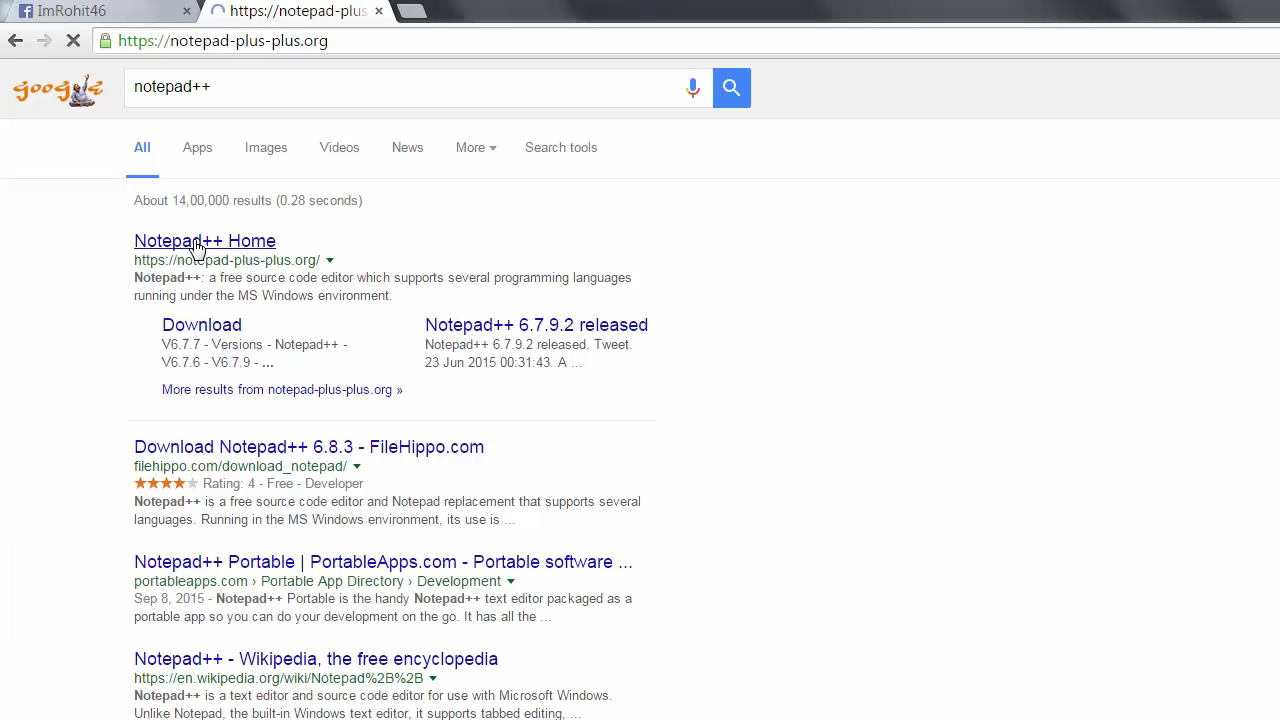 ImRohit46
https://notepad-plus
https://notepad-plus-plus.org
google
notepad++
All
Apps
Images
Videos
News
More
Search tools
About 14,00,000 results (0.28 seconds)
Notepad++ Home
https://notepad-plus-plus.org/
Notepad++: a free source code editor which supports several programming languages
running under the MS Windows environment.
Download
V6.7.7 - Versions - Notepad++ -
V6.7.6 - V6.7.9 - ...
Notepad++ 6.7.9.2 released
Notepad++ 6.7.9.2 released. Tweet.
23 Jun 2015 00:31:43. A ...
More results from notepad-plus-plus.org »
Download Notepad++ 6.8.3 - FileHippo.com
filehippo.com/download_notepad/
Rating: 4 - Free - Developer
Notepad++ is a free source code editor and Notepad replacement that supports several
languages. Running in the MS Windows environment, its use is ...
Notepad++ Portable | PortableApps.com - Portable software ...
portableapps.com › Portable App Directory › Development
Sep 8, 2015 - Notepad++ Portable is the handy Notepad++ text editor packaged as a
portable app so you can do your development on the go. It has all the ...
Notepad++ - Wikipedia, the free encyclopedia
https://en.wikipedia.org/wiki/Notepad%2B%2B
Notepad++ is a text editor and source code editor for use with Microsoft Windows.
Unlike Notepad, the built-in Windows text editor, it supports tabbed editing, ...